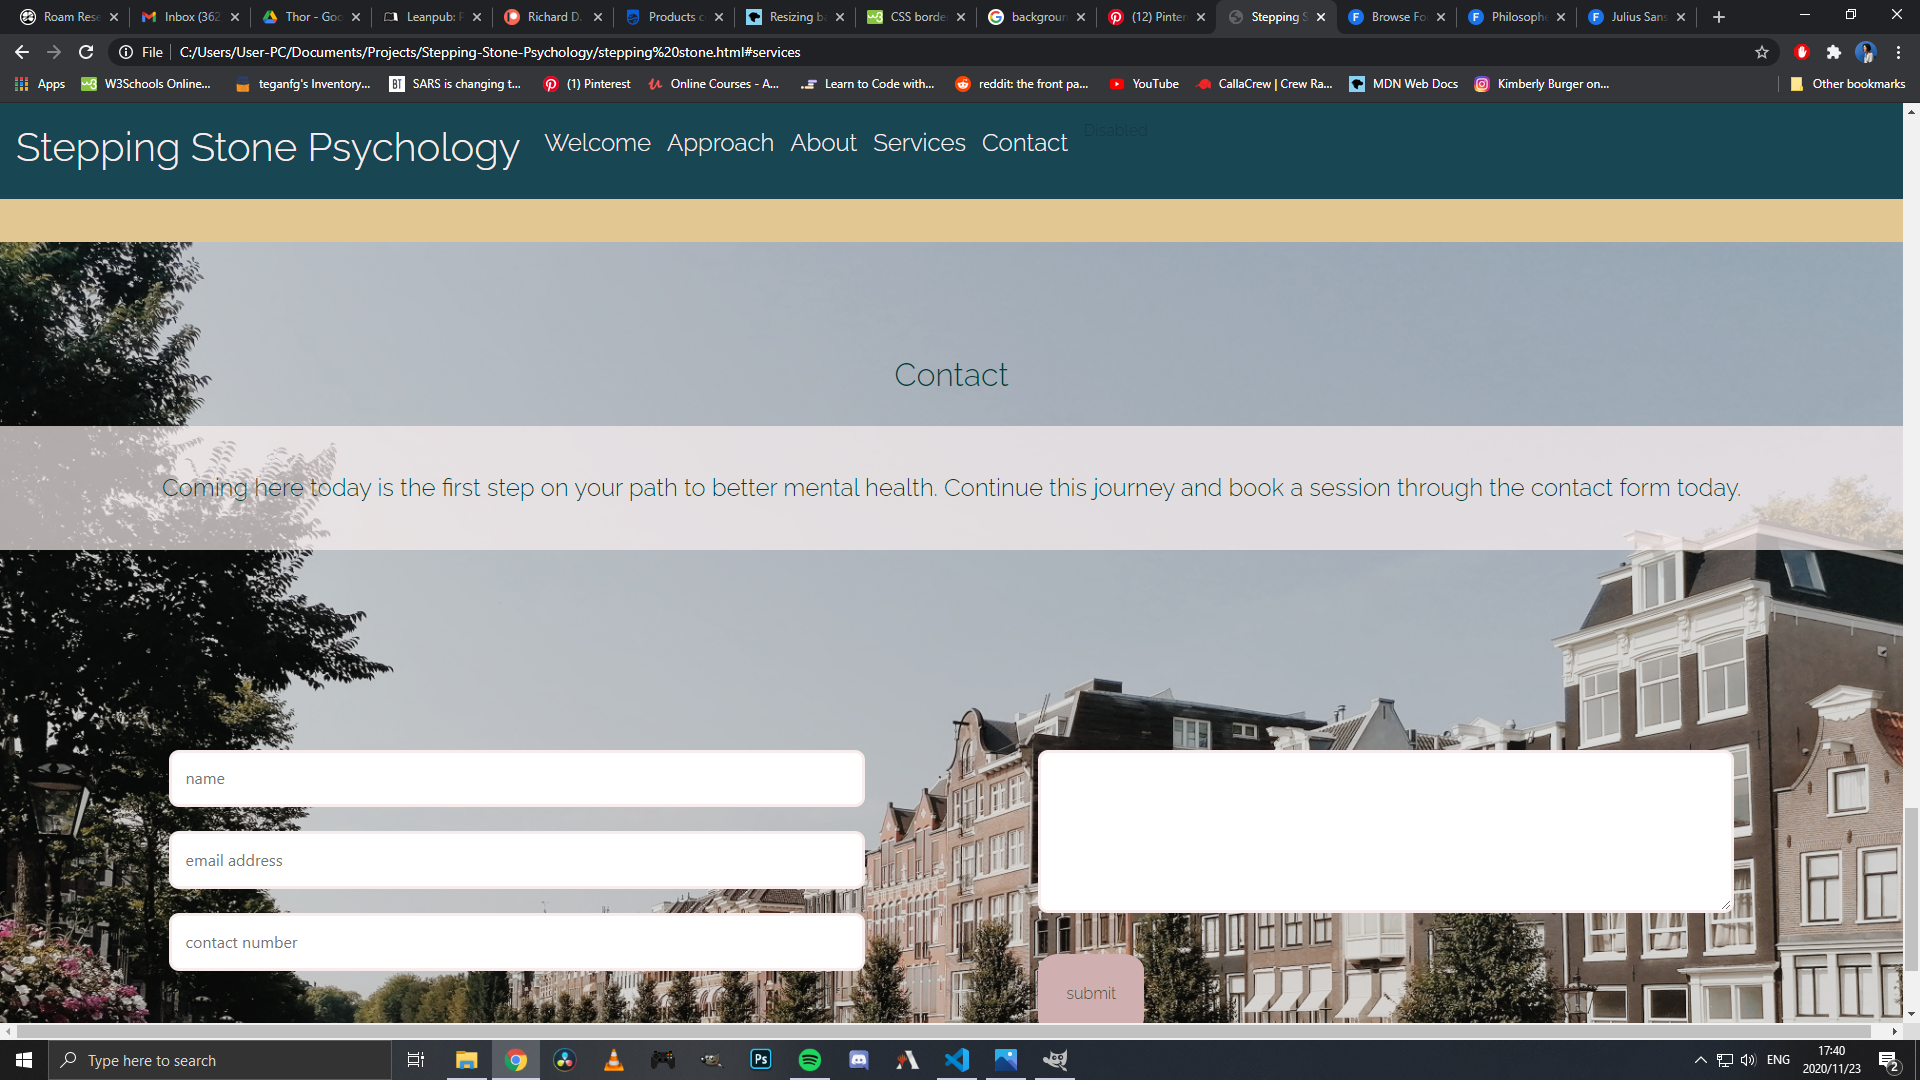 Roam Rese
Inbox (362
Thor - Goo
Leanpub: F
Richard D.
Products o
Resizing b
CSS borde
backgroun
(12) Pinter
Stepping S
Browse Fo
Philosophe
Julius Sans
File
C:/Users/User-PC/Documents/Projects/Stepping-Stone-Psychology/stepping%20stone.html#services
Apps
W3Schools Online...
teganfg's Inventory...
BT
SARS is changing t...
(1) Pinterest
Online Courses - A...
Learn to Code with...
reddit: the front pa...
YouTube
CallaCrew | Crew Ra...
MDN Web Docs
Kimberly Burger on...
Other bookmarks
Stepping Stone Psychology
Welcome
Approach
About
Services
Contact
Disabled
Contact
Coming here today is the first step on your path to better mental health. Continue this journey and book a session through the contact form today.
name
email address
contact number
submit
Type here to search
Ps
ENG
17:40
2020/11/23
2